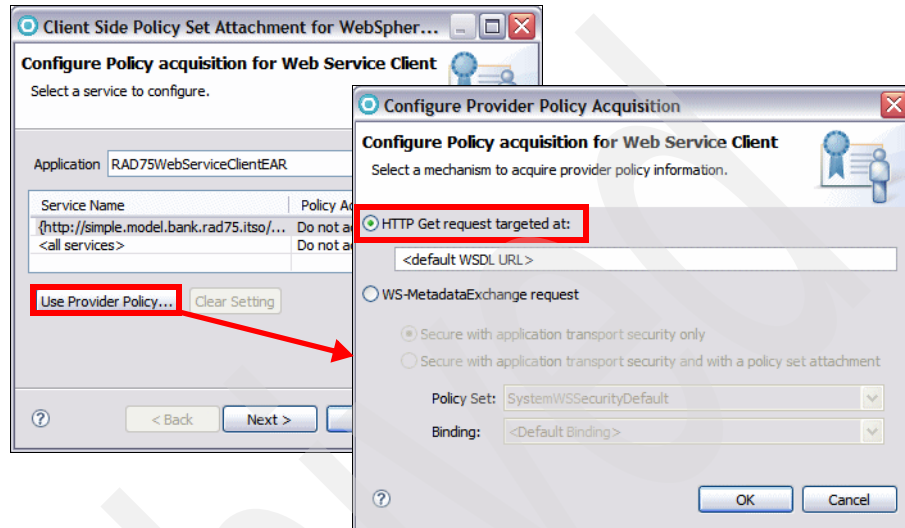 Client Side Policy Set Attachment for WebSpher...
Configure Policy acquisition for Web Service Client
Select a service to configure.
Application RAD75WebServiceClientEAR
Service Name Policy Ac
{http://simple.model.bank.rad75.itso/... Do not a
<all services> Do not a
Use Provider Policy... Clear Setting
? < Back Next >
Configure Provider Policy Acquisition
Configure Policy acquisition for Web Service Client
Select a mechanism to acquire provider policy information.
HTTP Get request targeted at:
<default WSDL URL>
WS-MetadataExchange request
Secure with application transport security only
Secure with application transport security and with a policy set attachment
Policy Set: SystemWSSecurityDefault
Binding: <Default Binding>
? OK Cancel